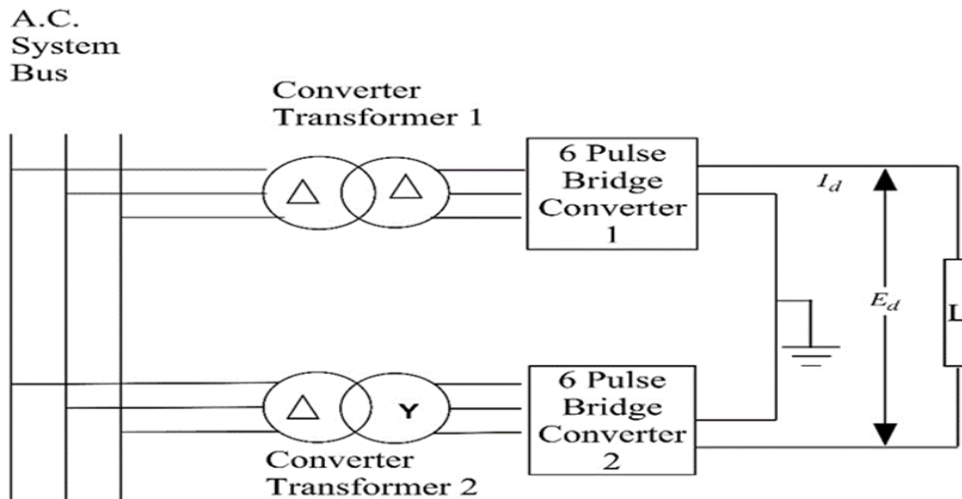 A.C.
System
Bus
Converter
Transformer 1
Δ
Δ
6 Pulse
Bridge
Converter
1
I_d
E_d
L
Δ
Y
6 Pulse
Bridge
Converter
2
Converter
Transformer 2